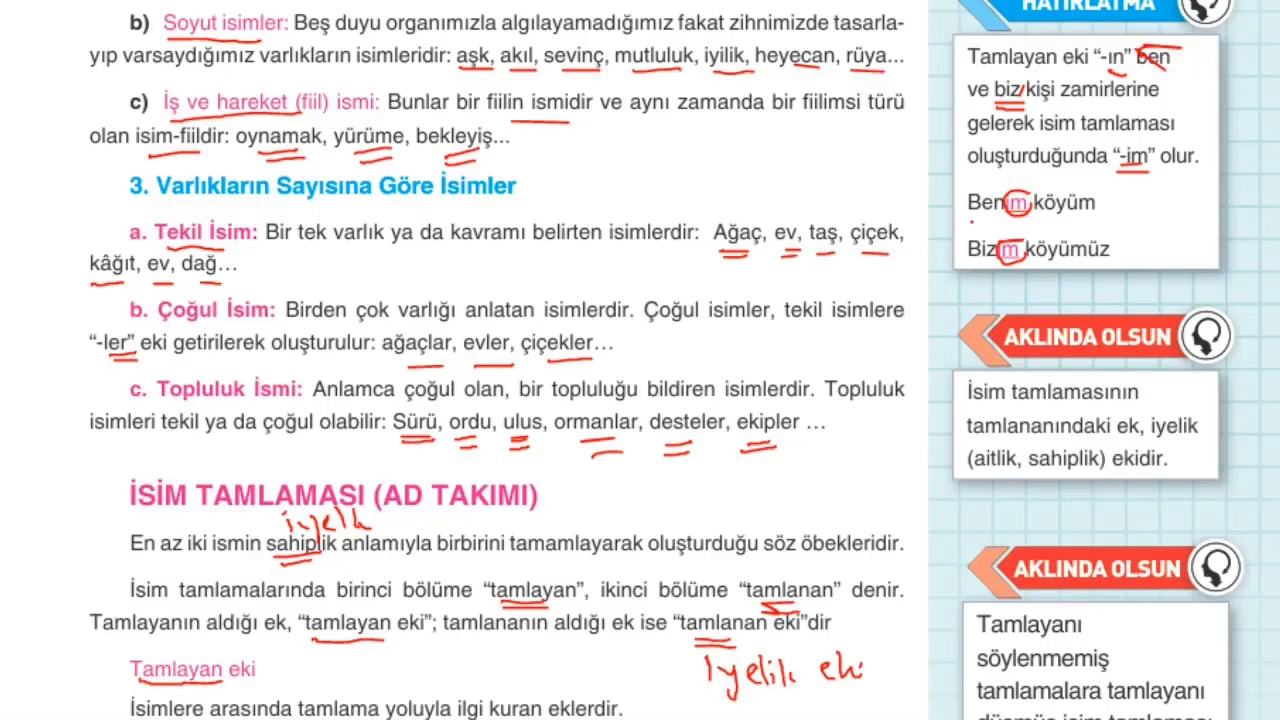 b) Soyut isimler: Beş duyu organımızla algılayamadığımız fakat zihnimizde tasarla-
yıp varsaydığımız varlıkların isimleridir: aşk, akıl, sevinç, mutluluk, iyilik, heyecan, rüya...
c) İş ve hareket (fiil) ismi: Bunlar bir fiilin ismidir ve aynı zamanda bir fiilimsi türü
olan isim-fiildir: oynamak, yürüme, bekleyiş...
3. Varlıkların Sayısına Göre İsimler
a. Tekil İsim: Bir tek varlık ya da kavramı belirten isimlerdir: Ağaç, ev, taş, çiçek,
kâğıt, ev, dağ…
b. Çoğul İsim: Birden çok varlığı anlatan isimlerdir. Çoğul isimler, tekil isimlere
“-ler” eki getirilerek oluşturulur: ağaçlar, evler, çiçekler…
c. Topluluk İsmi: Anlamca çoğul olan, bir topluluğu bildiren isimlerdir. Topluluk
isimleri tekil ya da çoğul olabilir: Sürü, ordu, ulus, ormanlar, desteler, ekipler …
İSİM TAMLAMASI (AD TAKIMI)
iyelik
En az iki ismin sahiplik anlamıyla birbirini tamamlayarak oluşturduğu söz öbekleridir.
İsim tamlamalarında birinci bölüme “tamlayan”, ikinci bölüme “tamlanan” denir.
Tamlayanın aldığı ek, “tamlayan eki”; tamlananın aldığı ek ise “tamlanan eki”dir
iyelik eki
Tamlayan eki
İsimlere arasında tamlama yoluyla ilgi kuran eklerdir.
HATIRLATMA
Tamlayan eki “-ın” ben
ve biz kişi zamirlerine
gelerek isim tamlaması
oluşturduğunda “-im” olur.
Benim köyüm
Bizim köyümüz
AKLINDA OLSUN
İsim tamlamasının
tamlananındaki ek, iyelik
(aitlik, sahiplik) ekidir.
AKLINDA OLSUN
Tamlayanı
söylenmemiş
tamlamalara tamlayanı
düşmüş isim tamlaması